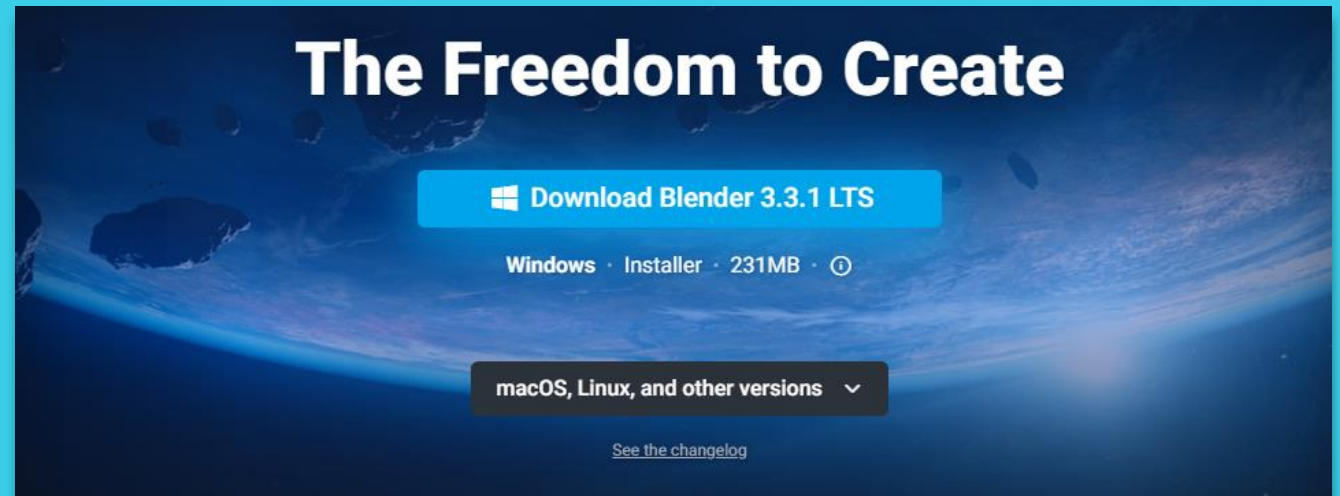 The Freedom to Create
Download Blender 3.3.1 LTS
Windows · Installer · 231MB ·
macOS, Linux, and other versions
See the changelog